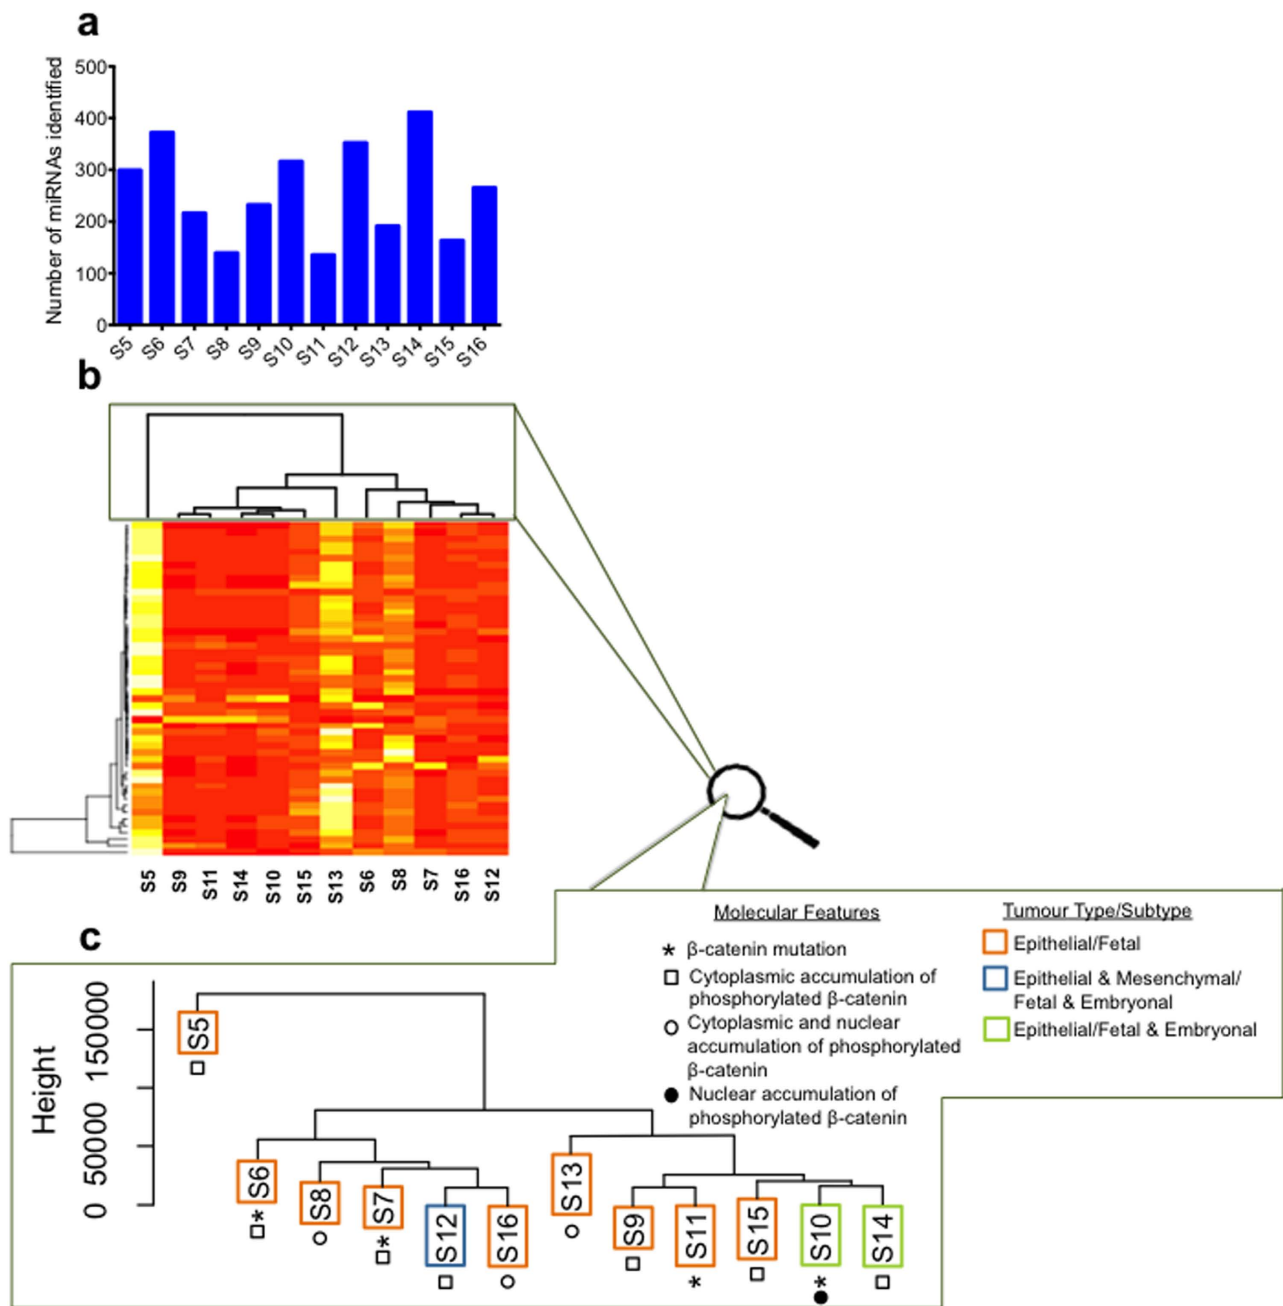 a
Number of miRNAs identified
500
400
300
200
100
0
S5 S6 S7 S8 S9 S10 S11 S12 S13 S14 S15 S16
b
S5 S9 S11 S14 S10 S15 S13 S6 S8 S7 S16 S12
c
Molecular Features
* β-catenin mutation
Cytoplasmic accumulation of
phosphorylated β-catenin
Cytoplasmic and nuclear
accumulation of phosphorylated
β-catenin
Nuclear accumulation of
phosphorylated β-catenin
Tumour Type/Subtype
Epithelial/Fetal
Epithelial & Mesenchymal/
Fetal & Embryonal
Epithelial/Fetal & Embryonal
Height
0 50000 150000
S5
S6
*
S8
S7
*
S12
S16
S13
S9
S11
*
S15
S10
*
S14